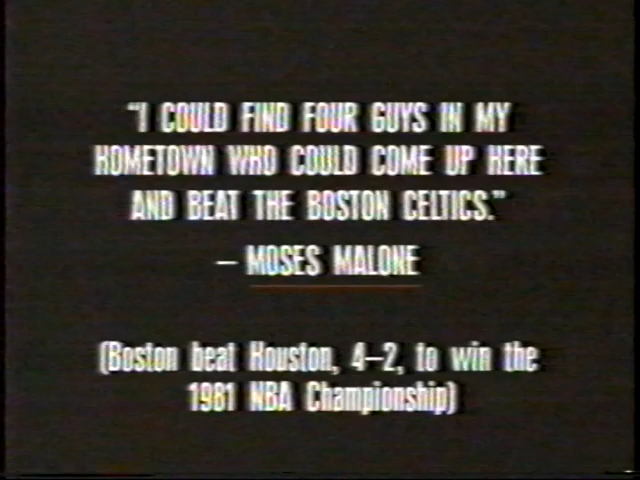 "I COULD FIND FOUR GUYS IN MY
HOMETOWN WHO COULD COME UP HERE
AND BEAT THE BOSTON CELTICS."
– MOSES MALONE
(Boston beat Houston, 4–2, to win the
1981 NBA Championship)